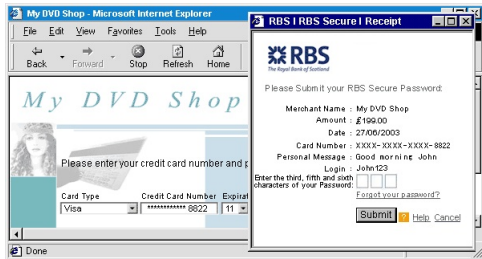 My DVD Shop - Microsoft Internet Explorer
File Edit View Favorites Tools Help
Back Forward Stop Refresh Home
My DVD Shop
Please enter your credit card number and p
Card Type Credit Card Number Expirat
Visa ************ 8822 11
Done
RBS I RBS Secure I Receipt
RBS
The Royal Bank of Scotland
Please Submit your RBS Secure Password:
Merchant Name : My DVD Shop
Amount : £199.00
Date : 27/06/2003
Card Number : XXXX-XXXX-XXXX-8822
Personal Message : Good morning John
Login : John123
Enter the third, fifth and sixth
characters of your Password:
Forgot your password?
Submit ? Help Cancel